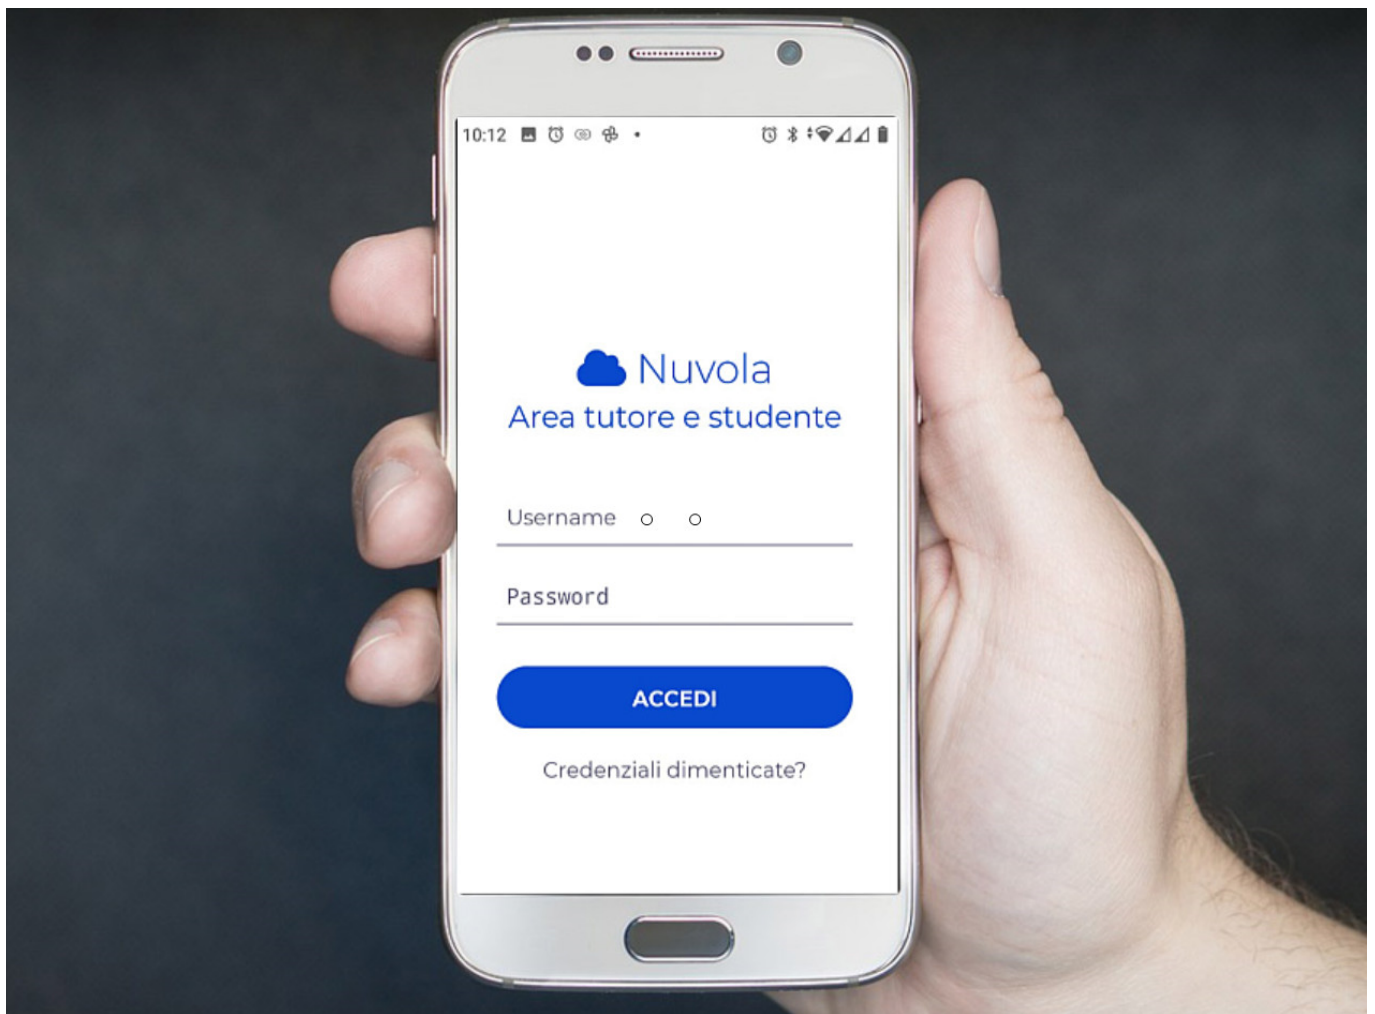 10:12
Nuvola
Area tutore e studente
Username
Password
ACCEDI
Credenziali dimenticate?